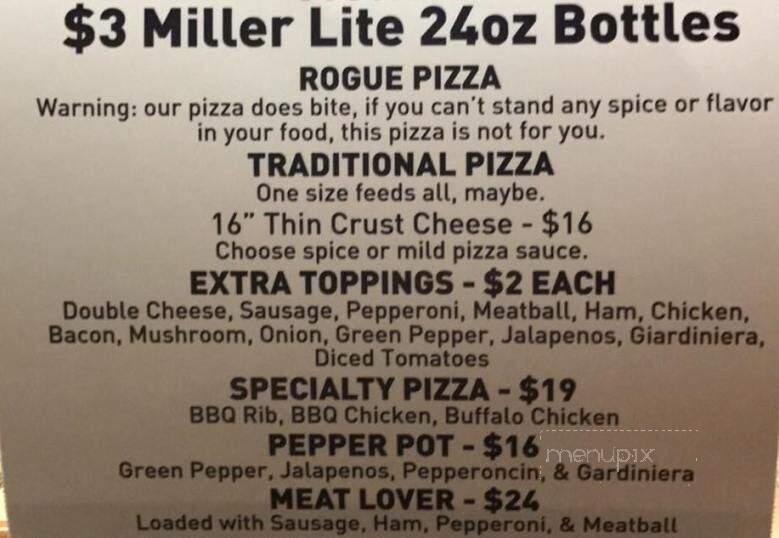 $3 Miller Lite 24oz Bottles
ROGUE PIZZA
Warning: our pizza does bite, if you can't stand any spice or flavor
in your food, this pizza is not for you.
TRADITIONAL PIZZA
One size feeds all, maybe.
16” Thin Crust Cheese - $16
Choose spice or mild pizza sauce.
EXTRA TOPPINGS - $2 EACH
Double Cheese, Sausage, Pepperoni, Meatball, Ham, Chicken,
Bacon, Mushroom, Onion, Green Pepper, Jalapenos, Giardiniera,
Diced Tomatoes
SPECIALTY PIZZA - $19
BBQ Rib, BBQ Chicken, Buffalo Chicken
PEPPER POT - $16
menupix
Green Pepper, Jalapenos, Pepperoncini, & Gardiniera
MEAT LOVER - $24
Loaded with Sausage, Ham, Pepperoni, & Meatball